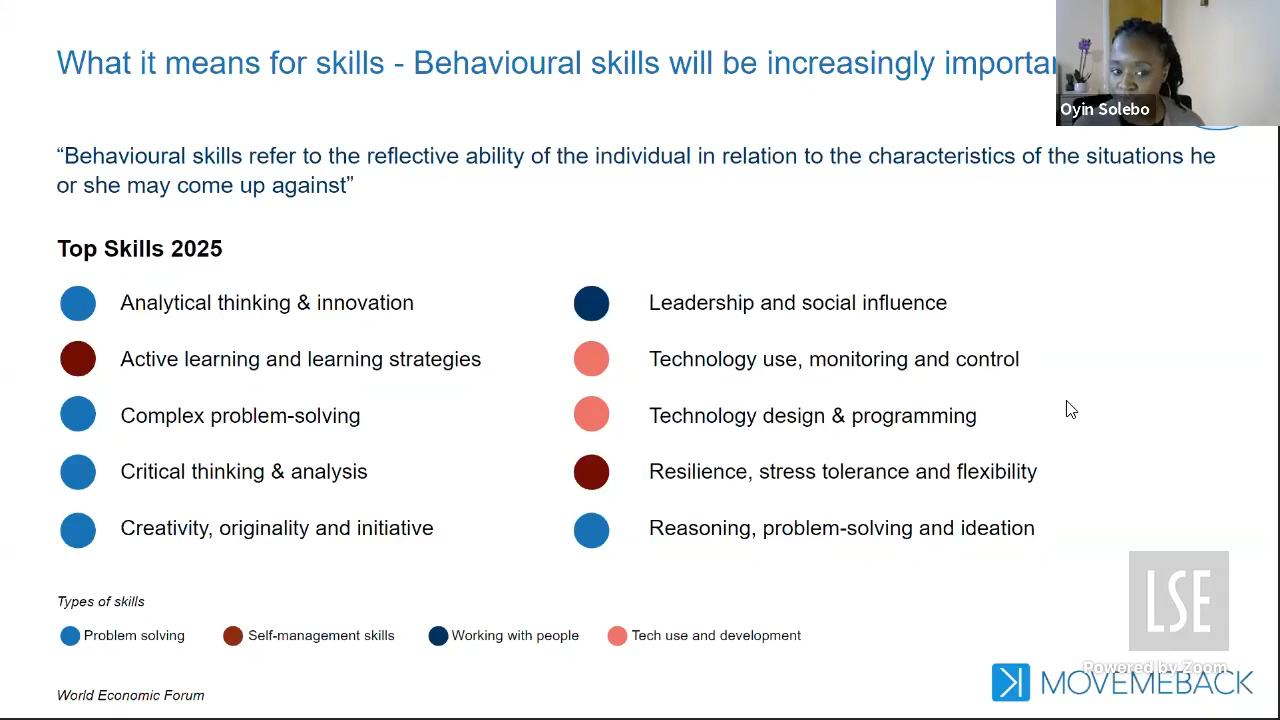 What it means for skills - Behavioural skills will be increasingly importan
Oyin Solebo
“Behavioural skills refer to the reflective ability of the individual in relation to the characteristics of the situations he
or she may come up against”
Top Skills 2025
Analytical thinking & innovation
Active learning and learning strategies
Complex problem-solving
Critical thinking & analysis
Creativity, originality and initiative
Leadership and social influence
Technology use, monitoring and control
Technology design & programming
Resilience, stress tolerance and flexibility
Reasoning, problem-solving and ideation
Types of skills
Problem solving
Self-management skills
Working with people
Tech use and development
World Economic Forum
LSE
Powered by Zoom
MOVEMEBACK